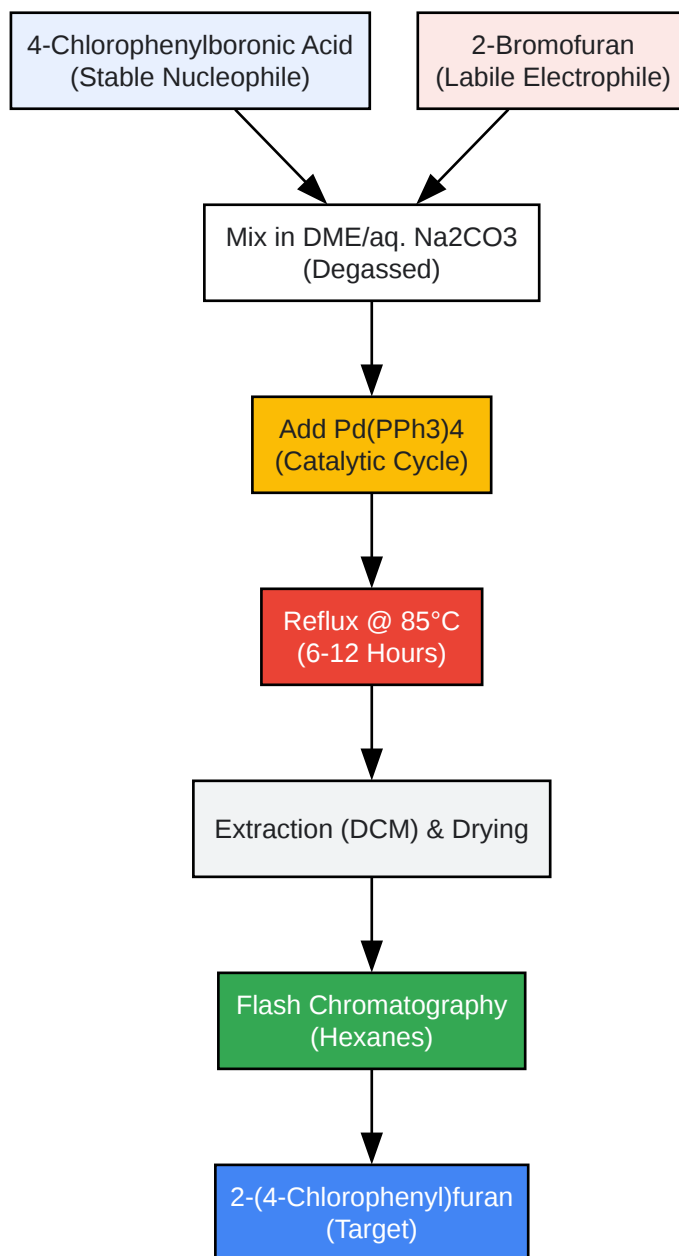 4-Chlorophenylboronic Acid
(Stable Nucleophile)
2-Bromofuran
(Labile Electrophile)
Mix in DME/aq. Na2CO3
(Degassed)
Add Pd(PPh3)4
(Catalytic Cycle)
Reflux @ 85°C
(6-12 Hours)
Extraction (DCM) & Drying
Flash Chromatography
(Hexanes)
2-(4-Chlorophenyl)furan
(Target)